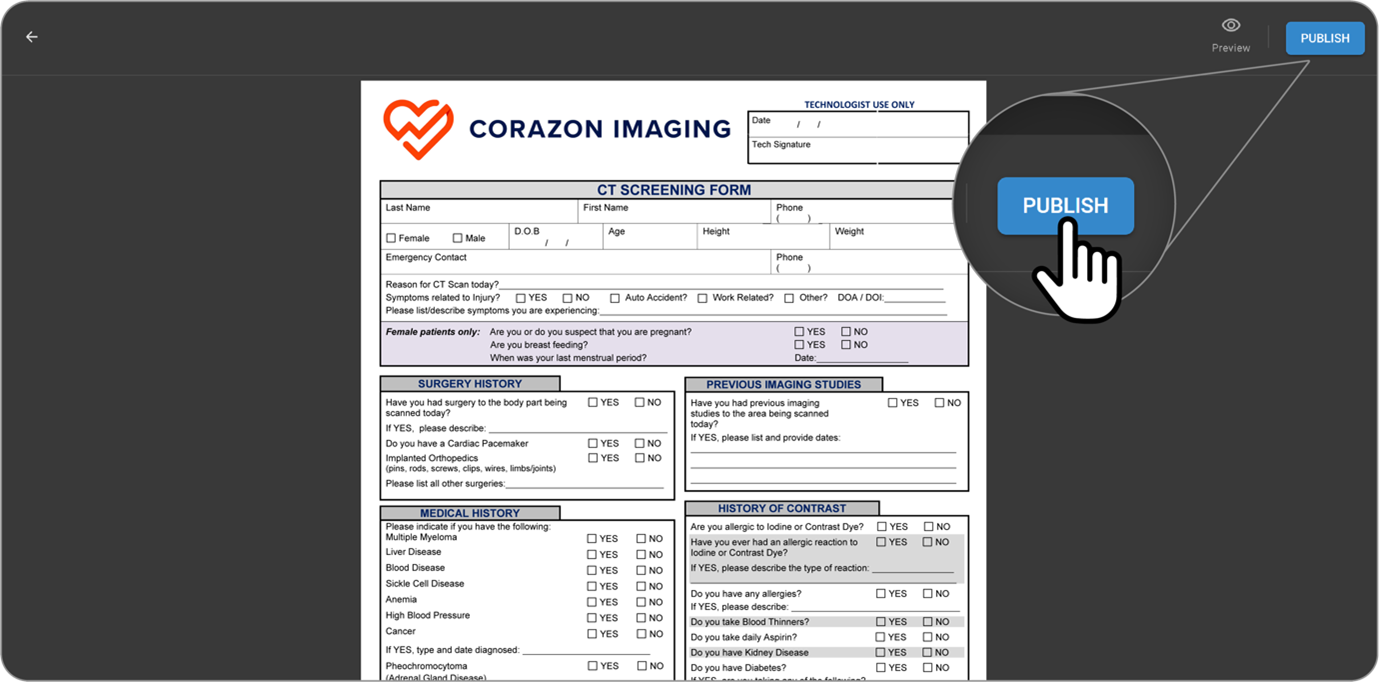 Preview
PUBLISH
PUBLISH
CORAZON IMAGING
TECHNOLOGIST USE ONLY
Date / /
Tech Signature
CT SCREENING FORM
Last Name First Name Phone
( )
Female Male D.O.B / / Age Height Weight
Emergency Contact Phone
( )
Reason for CT Scan today?
Symptoms related to Injury? YES NO Auto Accident? Work Related? Other? DOA / DOI:
Please list/describe symptoms you are experiencing:
Female patients only: Are you or do you suspect that you are pregnant? YES NO
Are you breast feeding? YES NO
When was your last menstrual period? Date:
SURGERY HISTORY
Have you had surgery to the body part being YES NO
scanned today?
If YES, please describe:
Do you have a Cardiac Pacemaker YES NO
Implanted Orthopedics YES NO
(pins, rods, screws, clips, wires, limbs/joints)
Please list all other surgeries:
MEDICAL HISTORY
Please indicate if you have the following:
Multiple Myeloma YES NO
Liver Disease YES NO
Blood Disease YES NO
Sickle Cell Disease YES NO
Anemia YES NO
High Blood Pressure YES NO
Cancer YES NO
If YES, type and date diagnosed:
Pheochromocytoma YES NO
(Adrenal Gland Disease)
PREVIOUS IMAGING STUDIES
Have you had previous imaging YES NO
studies to the area being scanned
today?
If YES, please list and provide dates:
HISTORY OF CONTRAST
Are you allergic to Iodine or Contrast Dye? YES NO
Have you ever had an allergic reaction to YES NO
Iodine or Contrast Dye?
If YES, please describe the type of reaction:
Do you have any allergies? YES NO
If YES, please describe:
Do you take Blood Thinners? YES NO
Do you take daily Aspirin? YES NO
Do you have Kidney Disease YES NO
Do you have Diabetes? YES NO
If YES, are you taking any of the following?